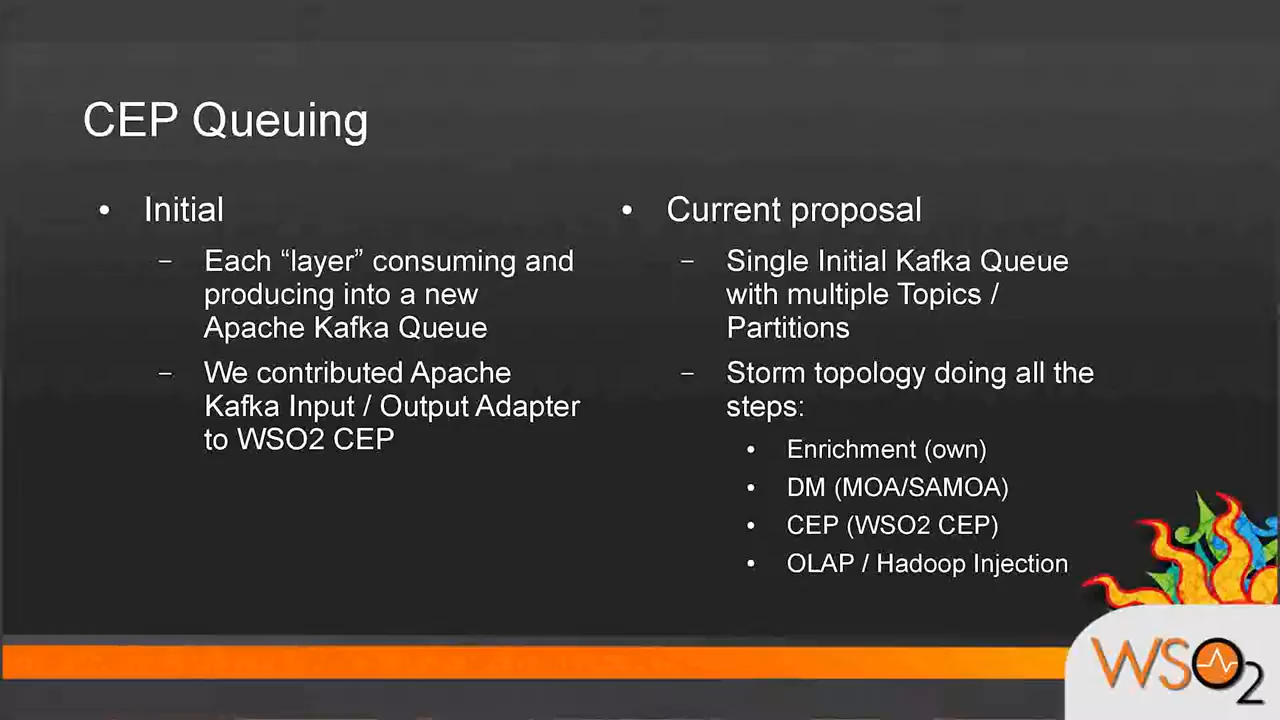 CEP Queuing
• Initial
– Each “layer” consuming and
producing into a new
Apache Kafka Queue
– We contributed Apache
Kafka Input / Output Adapter
to WSO2 CEP
• Current proposal
– Single Initial Kafka Queue
with multiple Topics /
Partitions
– Storm topology doing all the
steps:
• Enrichment (own)
• DM (MOA/SAMOA)
• CEP (WSO2 CEP)
• OLAP / Hadoop Injection
WSO2